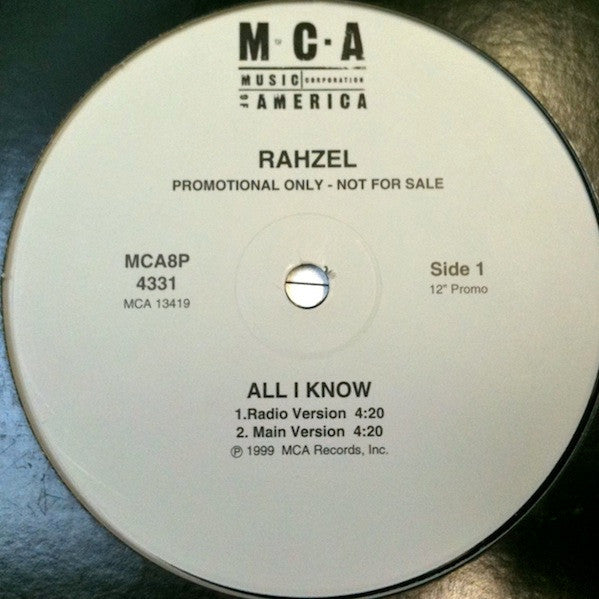 M·C·A
MUSIC CORPORATION
OF AMERICA
RAHZEL
PROMOTIONAL ONLY - NOT FOR SALE
MCA8P
4331
MCA 13419
Side 1
12" Promo
ALL I KNOW
1.Radio Version 4:20
2. Main Version 4:20
℗ 1999 MCA Records, Inc.